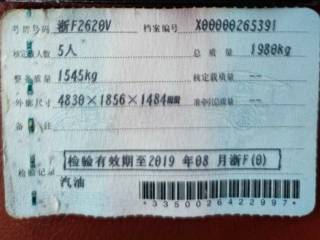 号牌号码 浙F2620V 档案编号 X00000265391
核定载人数 5人 总质量 1980kg
整备质量 1545kg 核定载质量 --
外廓尺寸 4830×1856×1484mm 准牵引总质量 --
备注
检验有效期至2019 年08 月浙F(0)
检验记录
汽油
*3350026422997*